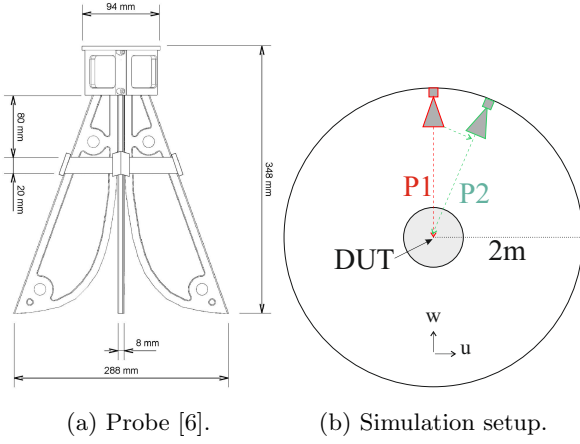 94 mm
80 mm
20 mm
348 mm
8 mm
288 mm
P1
P2
DUT
2m
w
u
(a) Probe [6].
(b) Simulation setup.